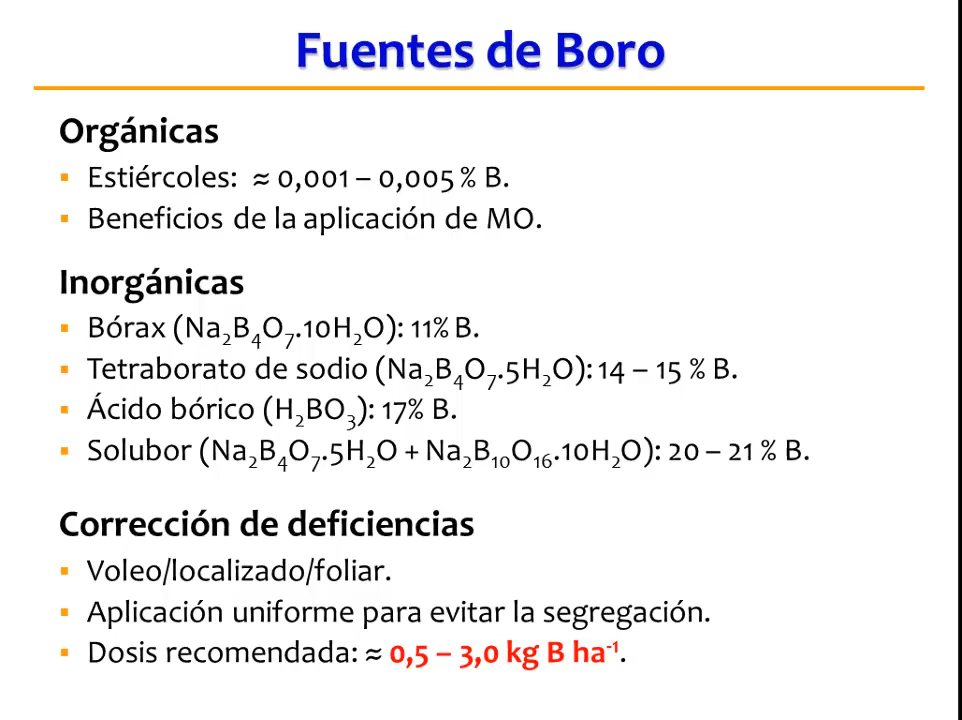 Fuentes de Boro
Orgánicas
▪ Estiércoles: ≈ 0,001 – 0,005 % B.
▪ Beneficios de la aplicación de MO.
Inorgánicas
▪ Bórax (Na₂B₄O₇.10H₂O): 11% B.
▪ Tetraborato de sodio (Na₂B₄O₇.5H₂O): 14 – 15 % B.
▪ Ácido bórico (H₂BO₃): 17% B.
▪ Solubor (Na₂B₄O₇.5H₂O + Na₂B₁₀O₁₆.10H₂O): 20 – 21 % B.
Corrección de deficiencias
▪ Voleo/localizado/foliar.
▪ Aplicación uniforme para evitar la segregación.
▪ Dosis recomendada: ≈ 0,5 – 3,0 kg B ha⁻¹.